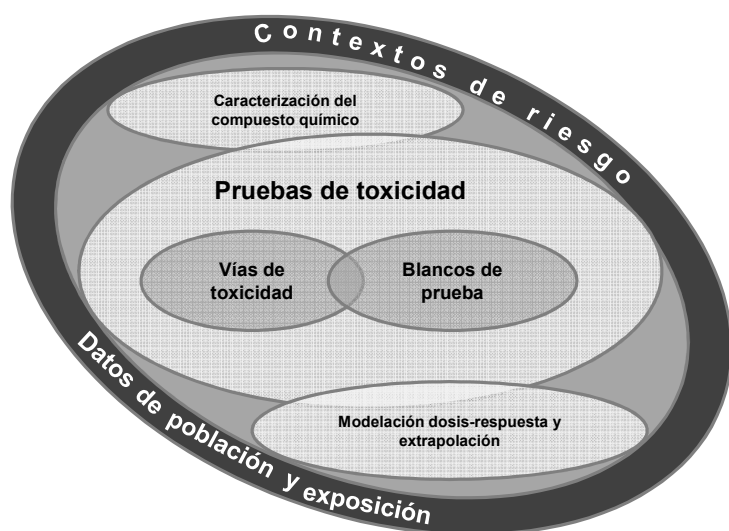 Contextos de riesgo
Caracterización del
compuesto químico
Pruebas de toxicidad
Vías de
toxicidad
Blancos de
prueba
Modelación dosis-respuesta y
extrapolación
Datos de población y exposición